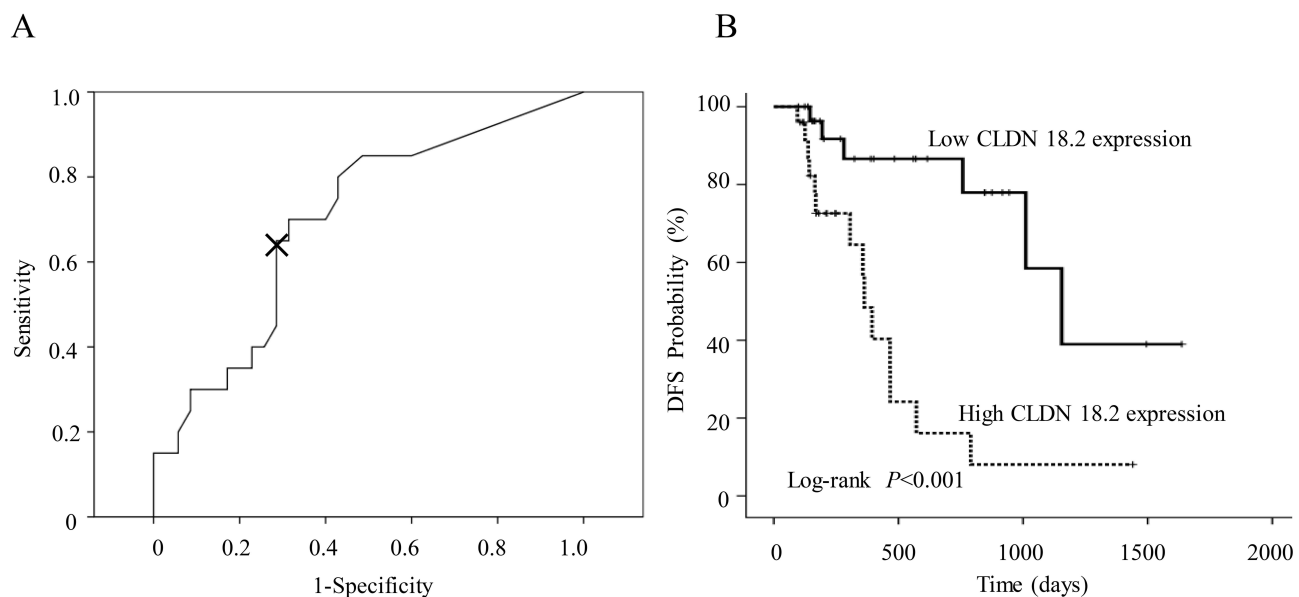 A
1.0
0.8
0.6
0.4
0.2
0
Sensitivity
0
0.2
0.4
0.6
0.8
1.0
1-Specificity
B
100
80
60
40
20
0
DFS Probability (%)
Low CLDN 18.2 expression
High CLDN 18.2 expression
Log-rank P<0.001
0
500
1000
1500
2000
Time (days)